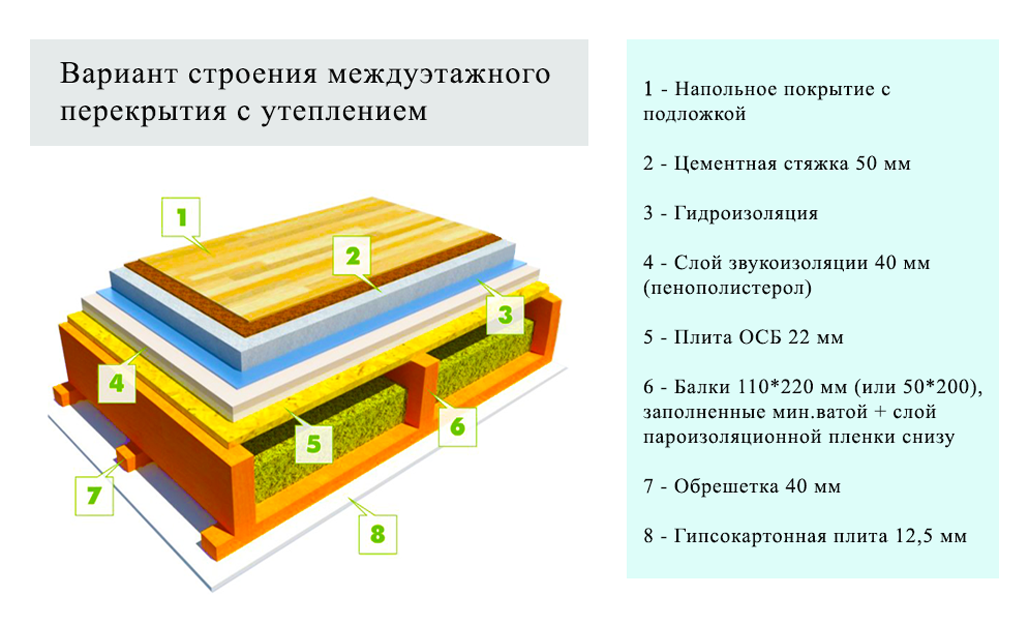 Вариант строения междуэтажного
перекрытия с утеплением
1 - Напольное покрытие с
подложкой
2 - Цементная стяжка 50 мм
3 - Гидроизоляция
4 - Слой звукоизоляции 40 мм
(пенополистерол)
5 - Плита ОСБ 22 мм
6 - Балки 110*220 мм (или 50*200),
заполненные мин.ватой + слой
пароизоляционной пленки снизу
7 - Обрешетка 40 мм
8 - Гипсокартонная плита 12,5 мм
1
2
3
4
5
6
7
8